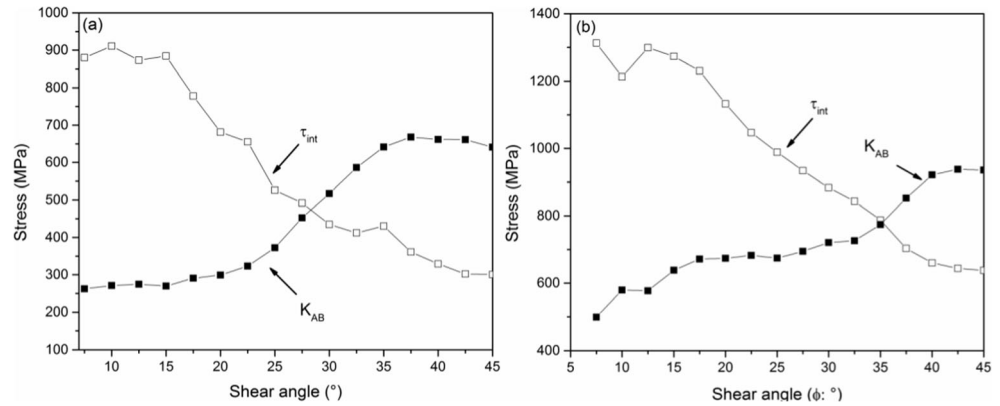 (a)
1000
900
800
700
600
500
400
300
200
100
0
Stress (MPa)
τint
KAB
10 15 20 25 30 35 40 45
Shear angle (°)
(b)
1400
1200
1000
800
600
400
Stress (MPa)
τint
KAB
5 10 15 20 25 30 35 40 45
Shear angle (ϕ: °)